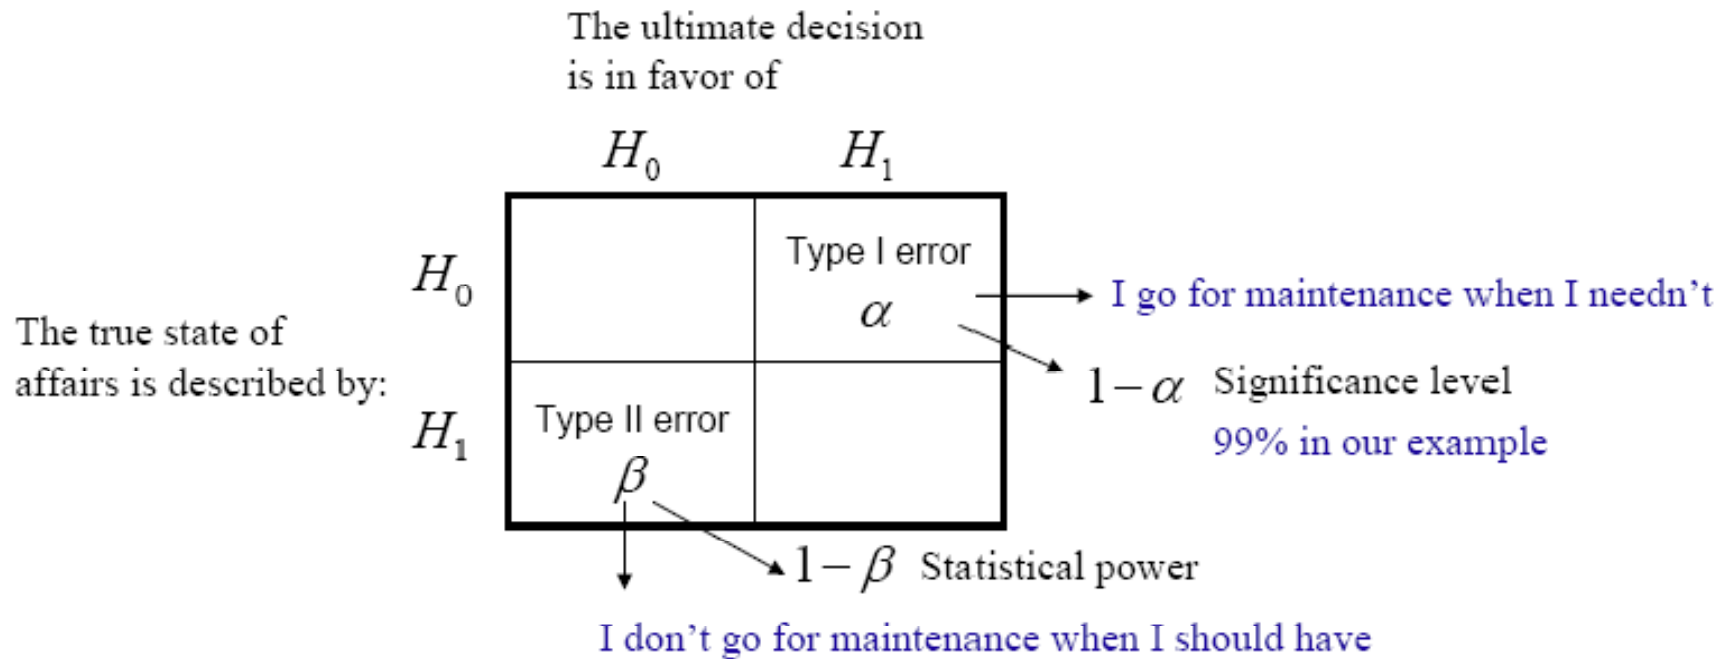 The ultimate decision
is in favor of
H₀ H₁
H₀
Type I error
α
I go for maintenance when I needn't
The true state of
affairs is described by:
1−α Significance level
99% in our example
H₁
Type II error
β
1−β Statistical power
I don't go for maintenance when I should have